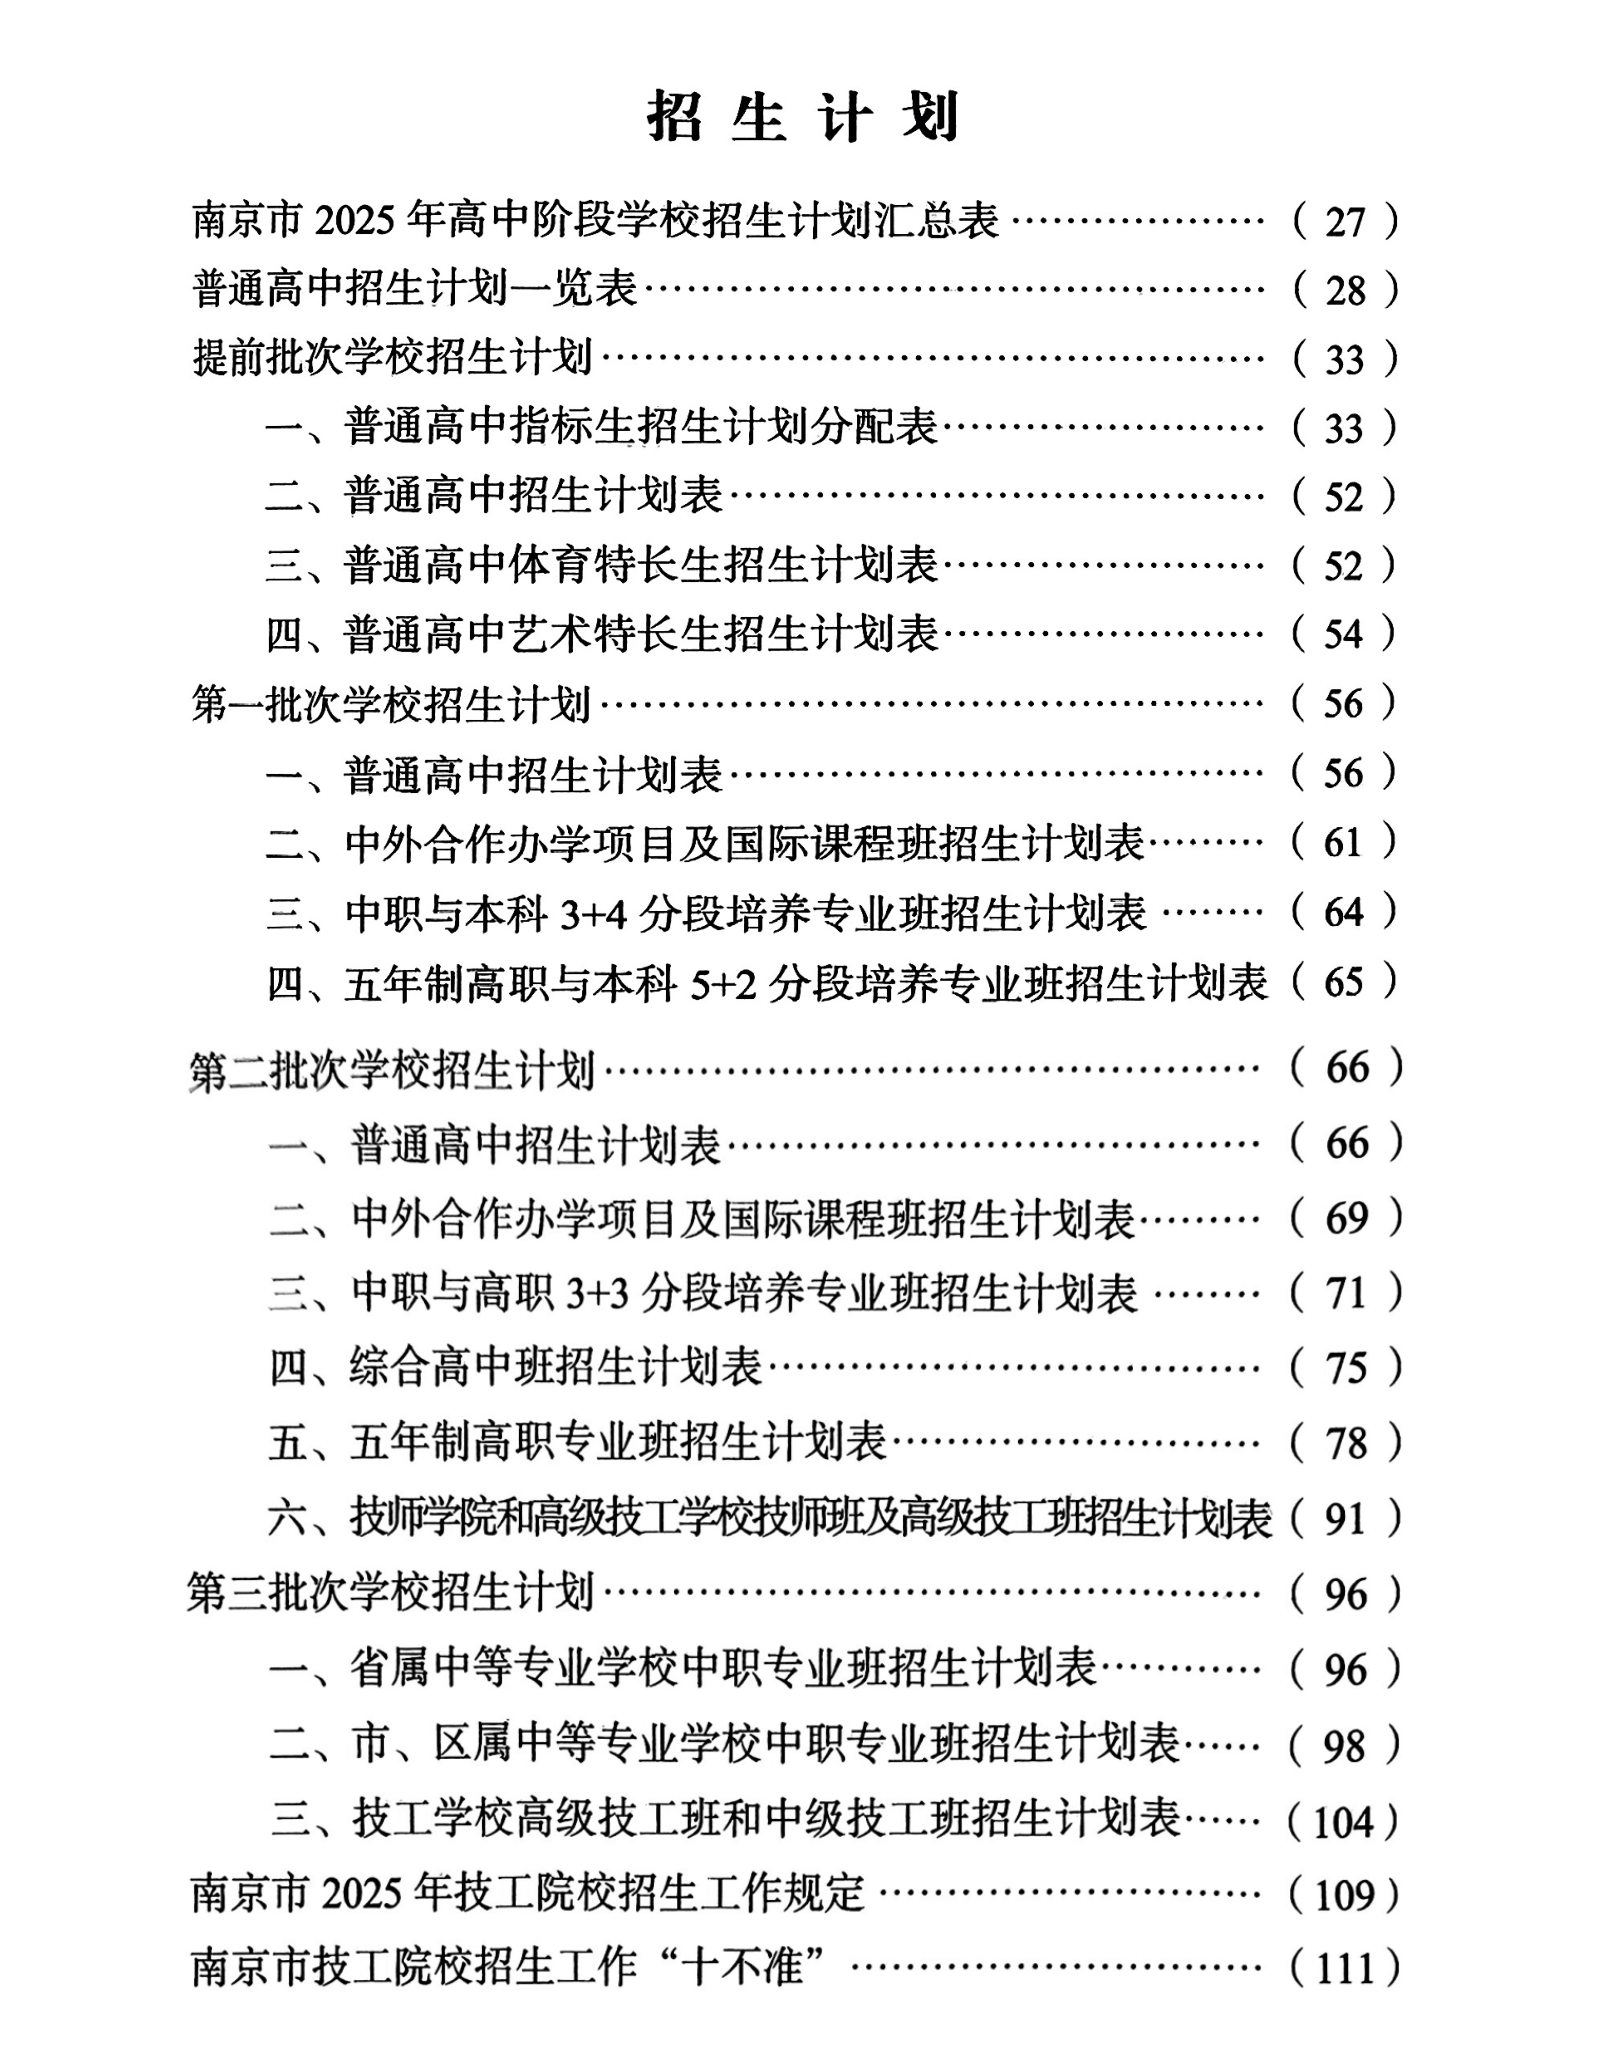 招生计划
南京市 2025 年高中阶段学校招生计划汇总表 ………………（ 27 ）
普通高中招生计划一览表………………………………………（ 28 ）
提前批次学校招生计划…………………………………………（ 33 ）
一、普通高中指标生招生计划分配表……………………（ 33 ）
二、普通高中招生计划表…………………………………（ 52 ）
三、普通高中体育特长生招生计划表……………………（ 52 ）
四、普通高中艺术特长生招生计划表……………………（ 54 ）
第一批次学校招生计划…………………………………………（ 56 ）
一、普通高中招生计划表…………………………………（ 56 ）
二、中外合作办学项目及国际课程班招生计划表………（ 61 ）
三、中职与本科 3+4 分段培养专业班招生计划表 ………（ 64 ）
四、五年制高职与本科 5+2 分段培养专业班招生计划表（ 65 ）
第二批次学校招生计划…………………………………………（ 66 ）
一、普通高中招生计划表…………………………………（ 66 ）
二、中外合作办学项目及国际课程班招生计划表………（ 69 ）
三、中职与高职 3+3 分段培养专业班招生计划表 ………（ 71 ）
四、综合高中班招生计划表………………………………（ 75 ）
五、五年制高职专业班招生计划表………………………（ 78 ）
六、技师学院和高级技工学校技师班及高级技工班招生计划表（ 91 ）
第三批次学校招生计划…………………………………………（ 96 ）
一、省属中等专业学校中职专业班招生计划表…………（ 96 ）
二、市、区属中等专业学校中职专业班招生计划表……（ 98 ）
三、技工学校高级技工班和中级技工班招生计划表……（104）
南京市 2025 年技工院校招生工作规定 ………………………（109）
南京市技工院校招生工作“十不准” …………………………（111）